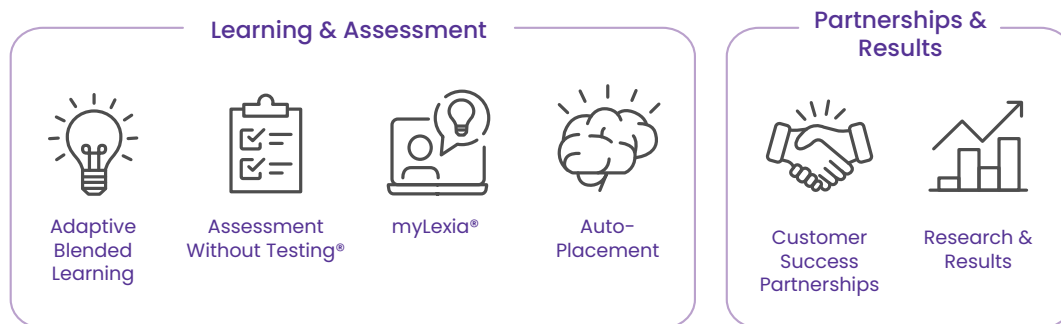 Learning & Assessment
Adaptive
Blended
Learning
Assessment
Without Testing®
myLexia®
Auto-
Placement
Partnerships &
Results
Customer
Success
Partnerships
Research &
Results